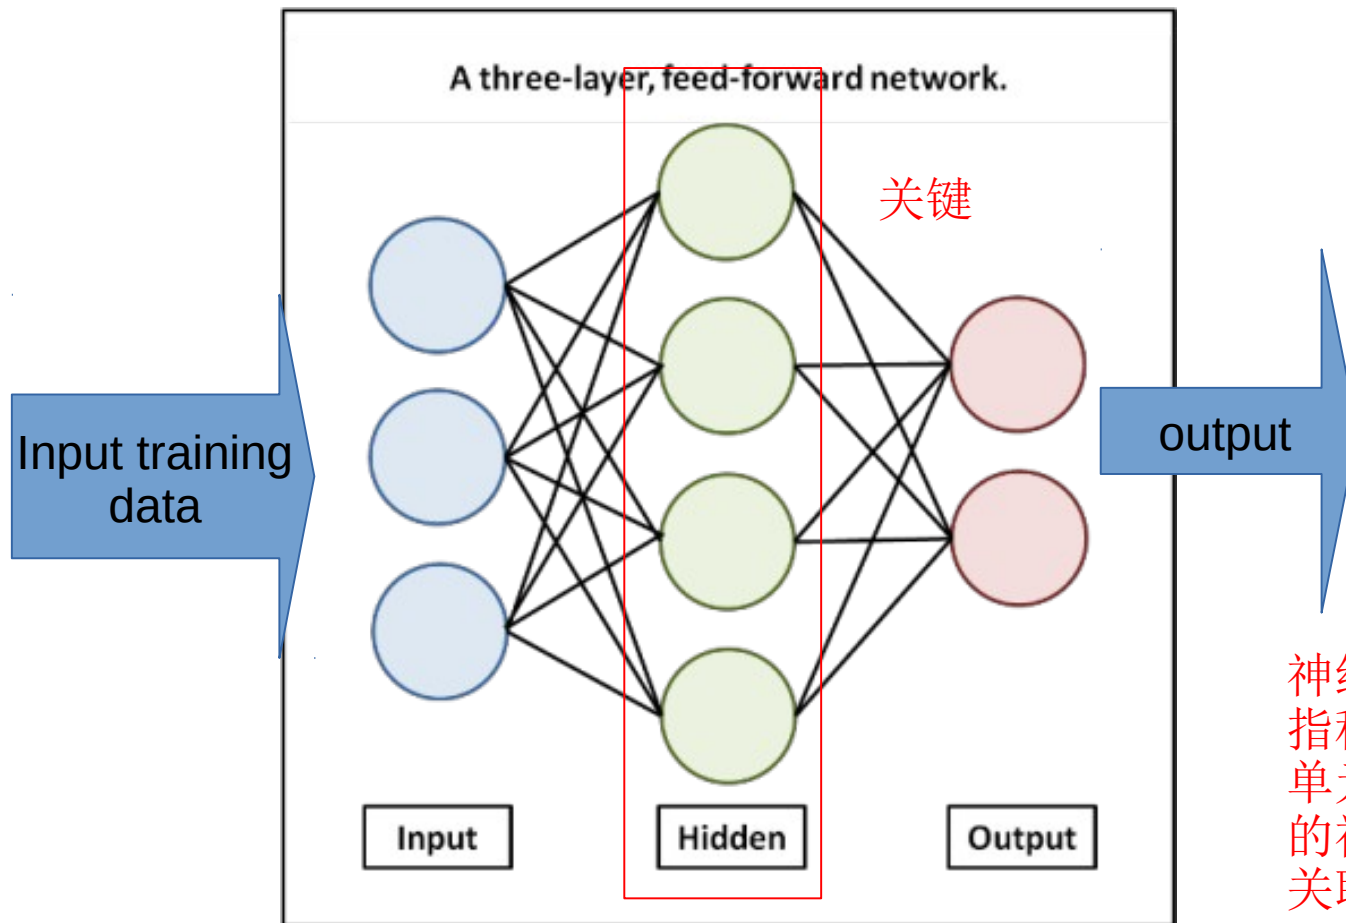 A three-layer, feed-forward network.
关键
Input training
data
output
Input
Hidden
Output
神
指
单
的
关